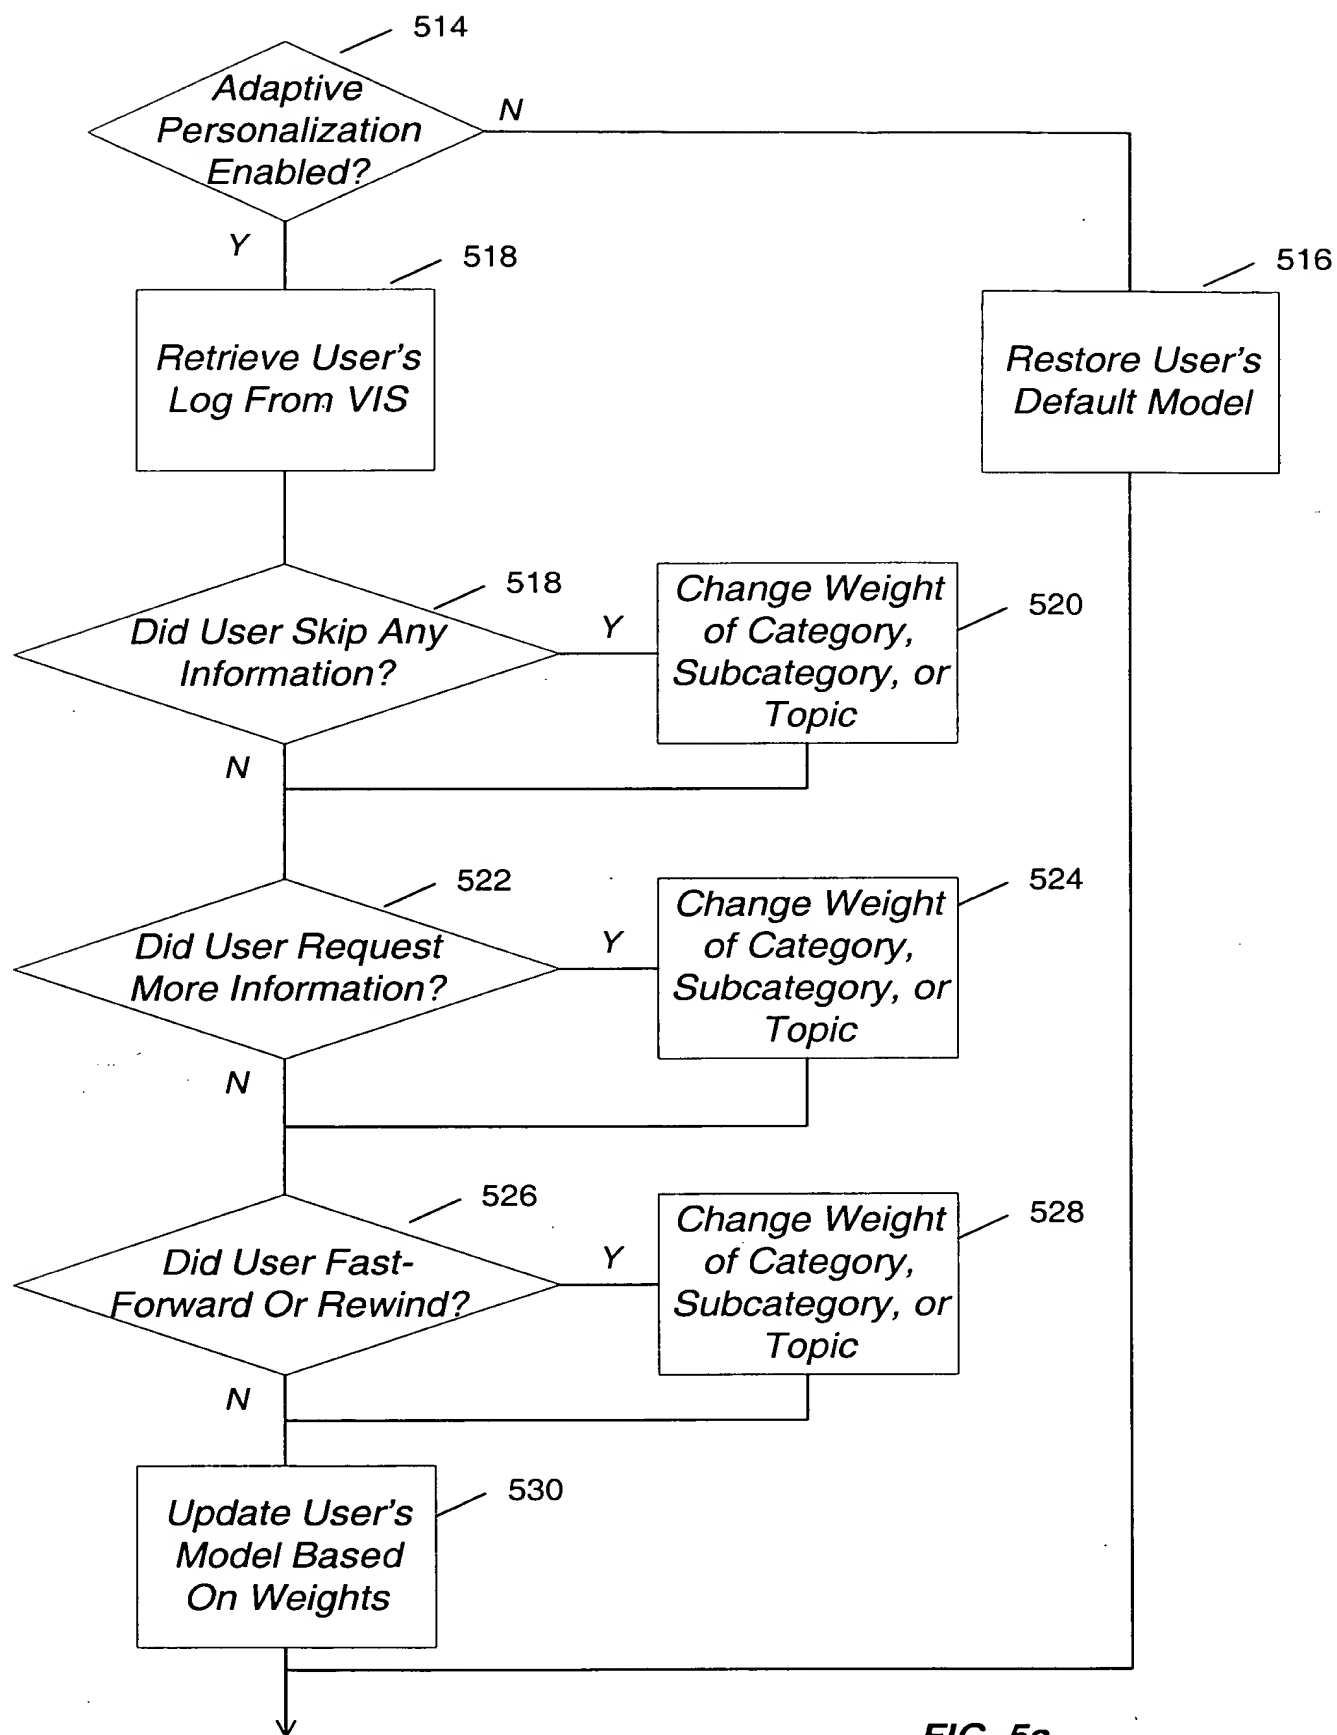 514
Adaptive
Personalization
Enabled?
N
Y
518
516
Retrieve User's
Log From VIS
Restore User's
Default Model
518
Did User Skip Any
Information?
Y
Change Weight
of Category,
Subcategory, or
Topic
520
N
522
Did User Request
More Information?
Y
Change Weight
of Category,
Subcategory, or
Topic
524
N
526
Did User Fast-
Forward Or Rewind?
Y
Change Weight
of Category,
Subcategory, or
Topic
528
N
530
Update User's
Model Based
On Weights